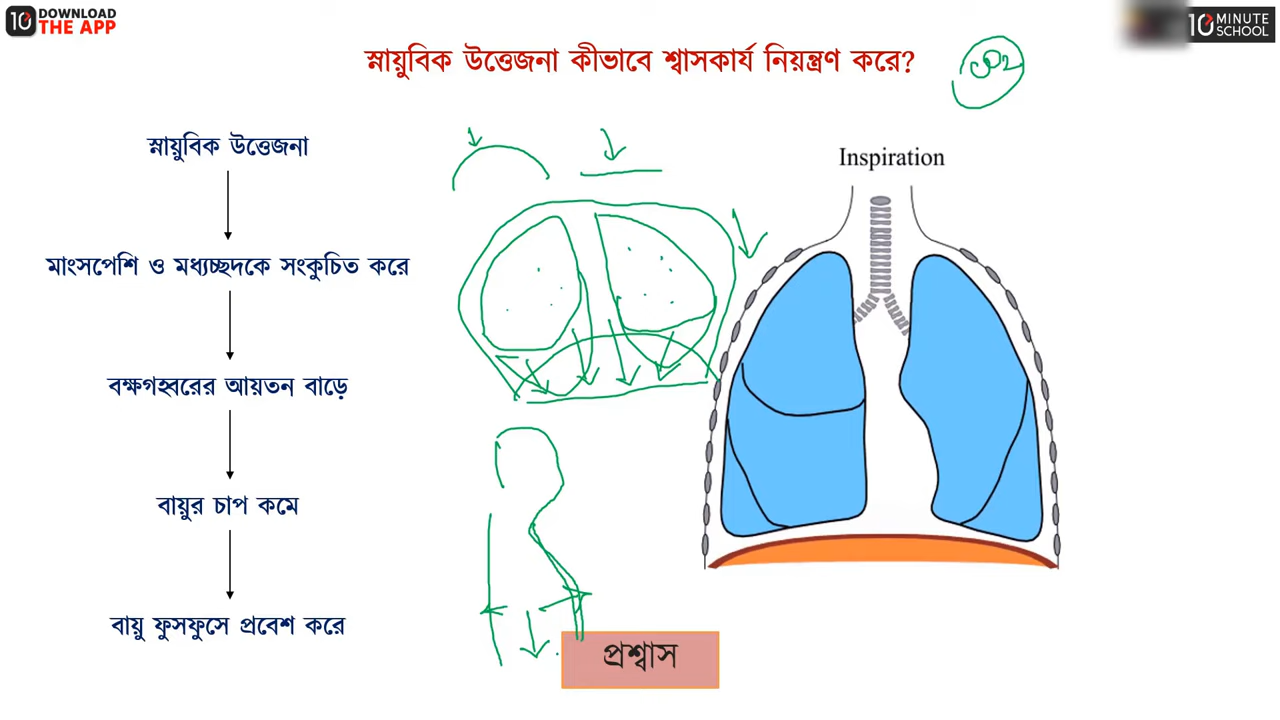 DOWNLOAD
THE APP
10 MINUTE
SCHOOL
স্নায়ুবিক উত্তেজনা কীভাবে শ্বাসকার্য নিয়ন্ত্রণ করে?
স্নায়ুবিক উত্তেজনা
Inspiration
মাংসপেশি ও মধ্যচ্ছদকে সংকুচিত করে
বক্ষগহ্বরের আয়তন বাড়ে
বায়ুর চাপ কমে
বায়ু ফুসফুসে প্রবেশ করে
প্রশ্বাস